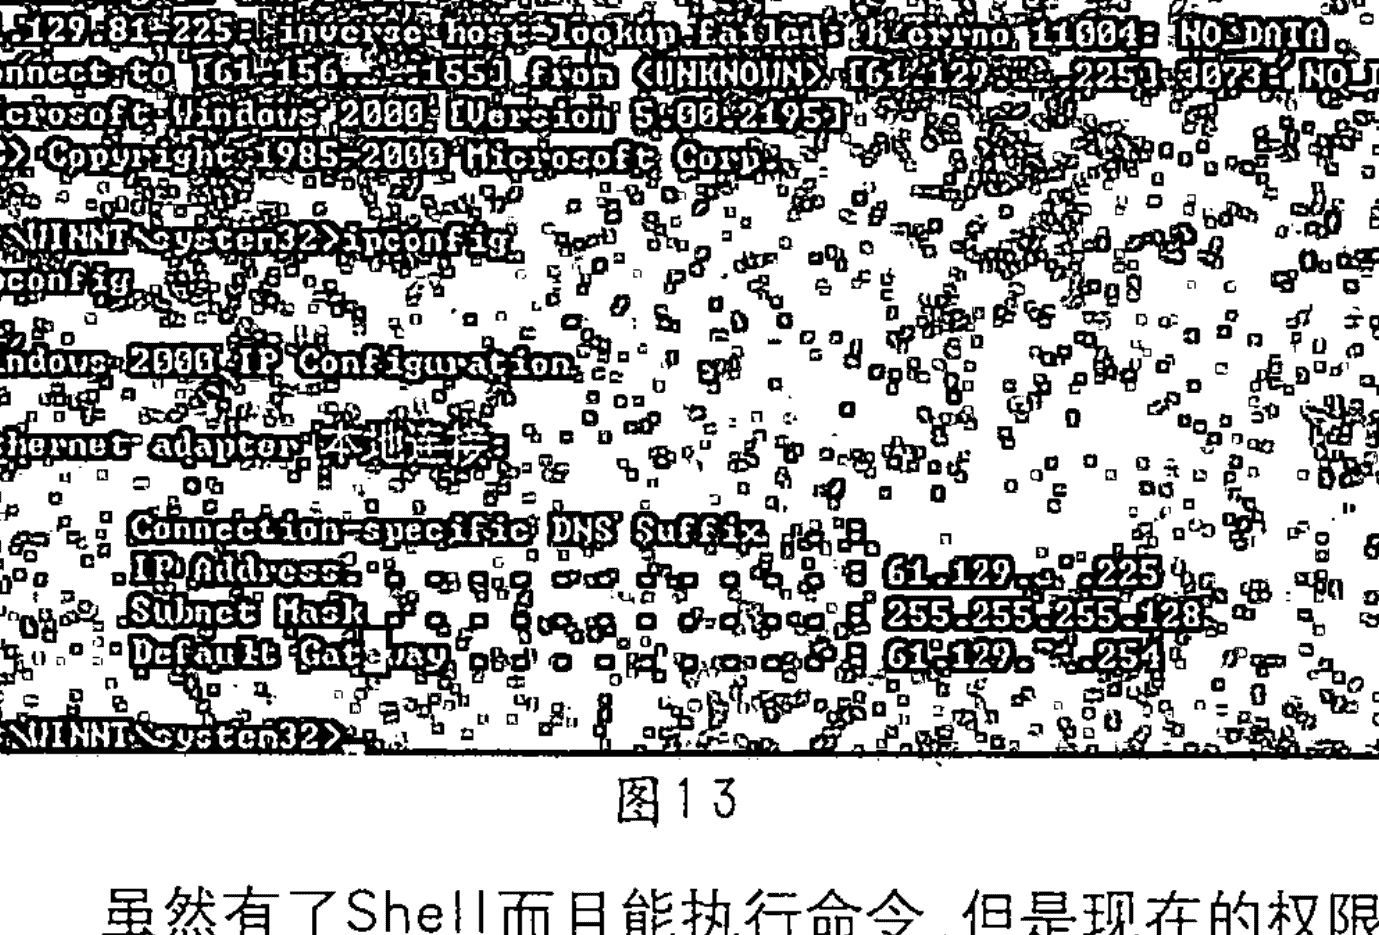 .129.81.225: inverse host lookup failed: h_errno 11004: NO_DATA
onnect to [61.156. . .155] from <UNKNOWN> [61.129. . .225] 3073: NO_
icrosoft Windows 2000 [Version 5.00.2195]
C> Copyright 1985-2000 Microsoft Corp.
:\WINNT\system32>ipconfig
pconfig
indows 2000 IP Configuration
hernet adapter 本地连接:
Connection-specific DNS Suffix . :
IP Address. . . . . . . . . . . . : 61.129. . .225
Subnet Mask . . . . . . . . . . . : 255.255.255.128
Default Gateway . . . . . . . . . : 61.129. . .254
:\WINNT\system32>
图13
虽然有了Shell而且能执行命令,但是现在的权限